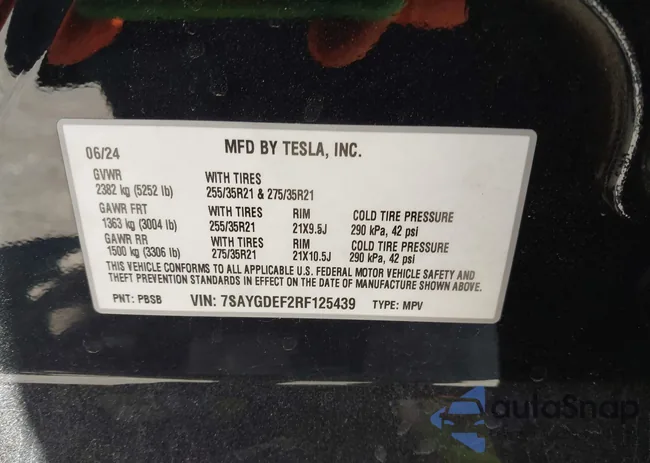 06/24 MFD BY TESLA, INC.
GVWR WITH TIRES
2382 kg (5252 lb) 255/35R21 & 275/35R21
GAWR FRT WITH TIRES RIM COLD TIRE PRESSURE
1363 kg (3004 lb) 255/35R21 21X9.5J 290 kPa, 42 psi
GAWR RR WITH TIRES RIM COLD TIRE PRESSURE
1500 kg (3306 lb) 275/35R21 21X10.5J 290 kPa, 42 psi
THIS VEHICLE CONFORMS TO ALL APPLICABLE U.S. FEDERAL MOTOR VEHICLE SAFETY AND
THEFT PREVENTION STANDARDS IN EFFECT ON THE DATE OF MANUFACTURE SHOWN ABOVE.
PNT: PBSB VIN: 7SAYGDEF2RF125439 TYPE: MPV
autoSnap